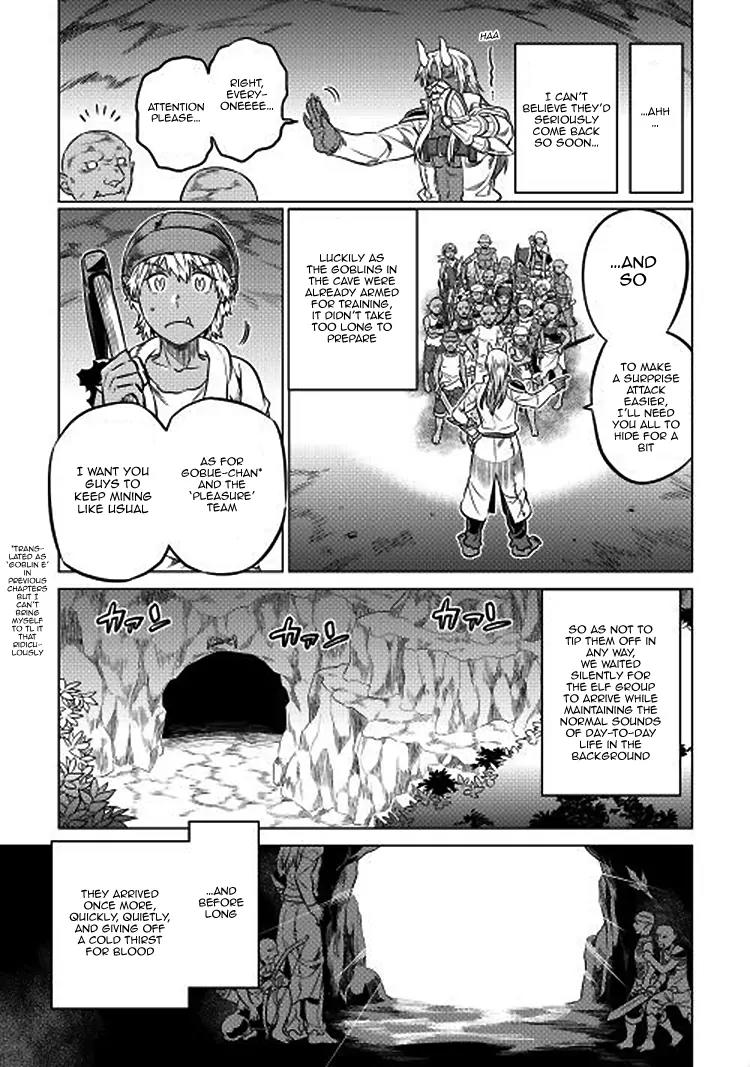 ...AHH
...
I CAN'T
BELIEVE THEY'D
SERIOUSLY
COME BACK
SO SOON...
HAA
RIGHT,
EVERY-
ONEEEE...
ATTENTION
PLEASE...
...AND
SO
TO MAKE
A SURPRISE
ATTACK
EASIER,
I'LL NEED
YOU ALL TO
HIDE FOR A
BIT
LUCKILY AS
THE GOBLINS IN
THE CAVE WERE
ALREADY ARMED
FOR TRAINING,
IT DIDN'T TAKE
TOO LONG TO
PREPARE
AS FOR
GOBUE-CHAN*
AND THE
'PLEASURE'
TEAM
I WANT YOU
GUYS TO
KEEP MINING
LIKE USUAL
*TRANS-
LATED AS
'GOBLIN E'
IN
PREVIOUS
CHAPTERS
BUT I
CAN'T
BRING
MYSELF
TO TL IT
THAT
RIDICU-
LOUSLY
SO AS NOT TO
TIP THEM OFF IN
ANY WAY,
WE WAITED
SILENTLY FOR
THE ELF GROUP
TO ARRIVE WHILE
MAINTAINING THE
NORMAL SOUNDS
OF DAY-TO-DAY
LIFE IN THE
BACKGROUND
カァン
カァン
カァン
...AND
BEFORE
LONG
THEY ARRIVED
ONCE MORE,
QUICKLY, QUIETLY,
AND GIVING OFF
A COLD THIRST
FOR BLOOD